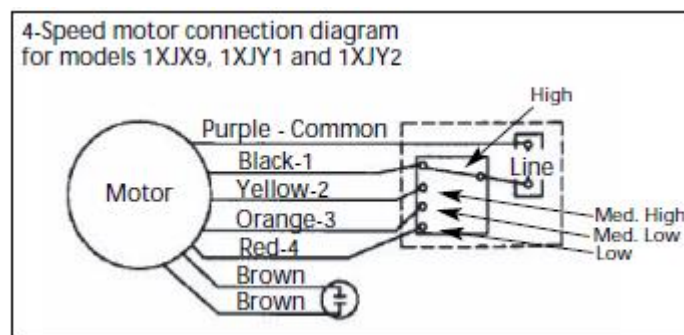 4-Speed motor connection diagram
for models 1XJX9, 1XJY1 and 1XJY2
High
Purple - Common
Black-1
Line
Motor
Yellow-2
Orange-3
Med. High
Med. Low
Red-4
Low
Brown
Brown